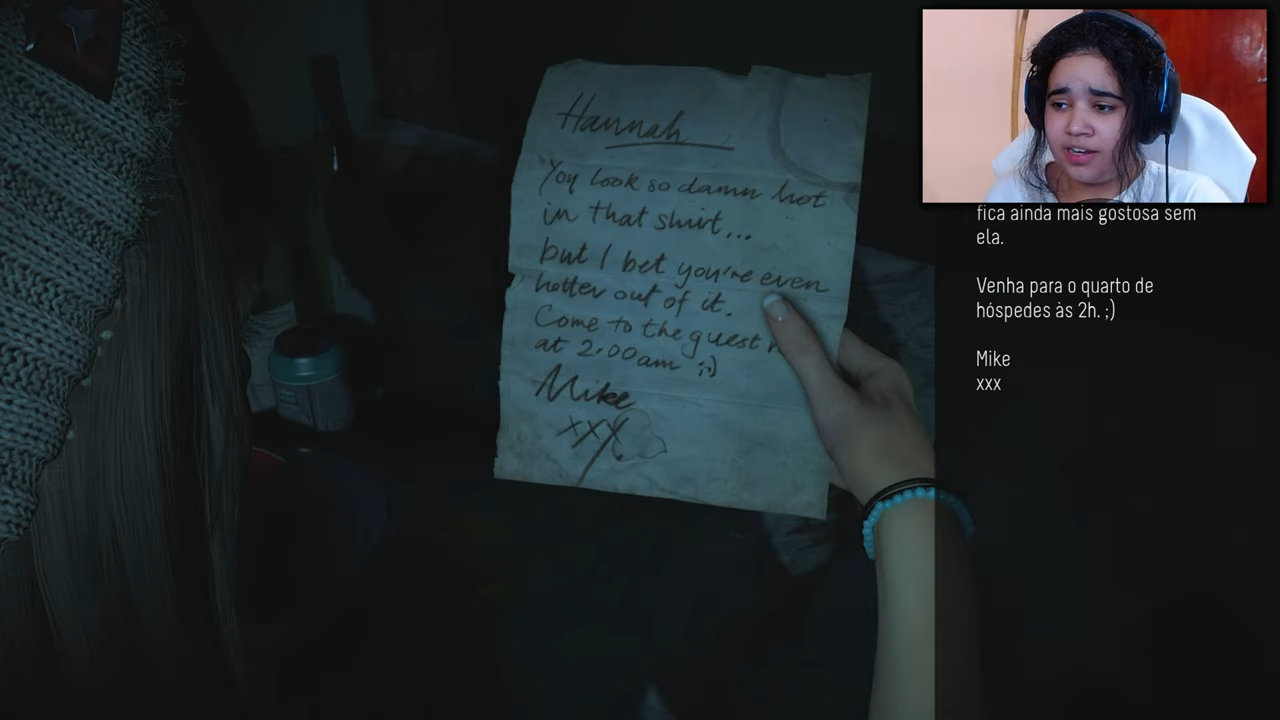 Hannah
You look so damn hot
in that shirt...
but I bet you're even
hotter out of it.
Come to the guest
at 2.00am ;)
Mike
xxx
fica ainda mais gostosa sem
ela.
Venha para o quarto de
hóspedes às 2h. ;)
Mike
xxx